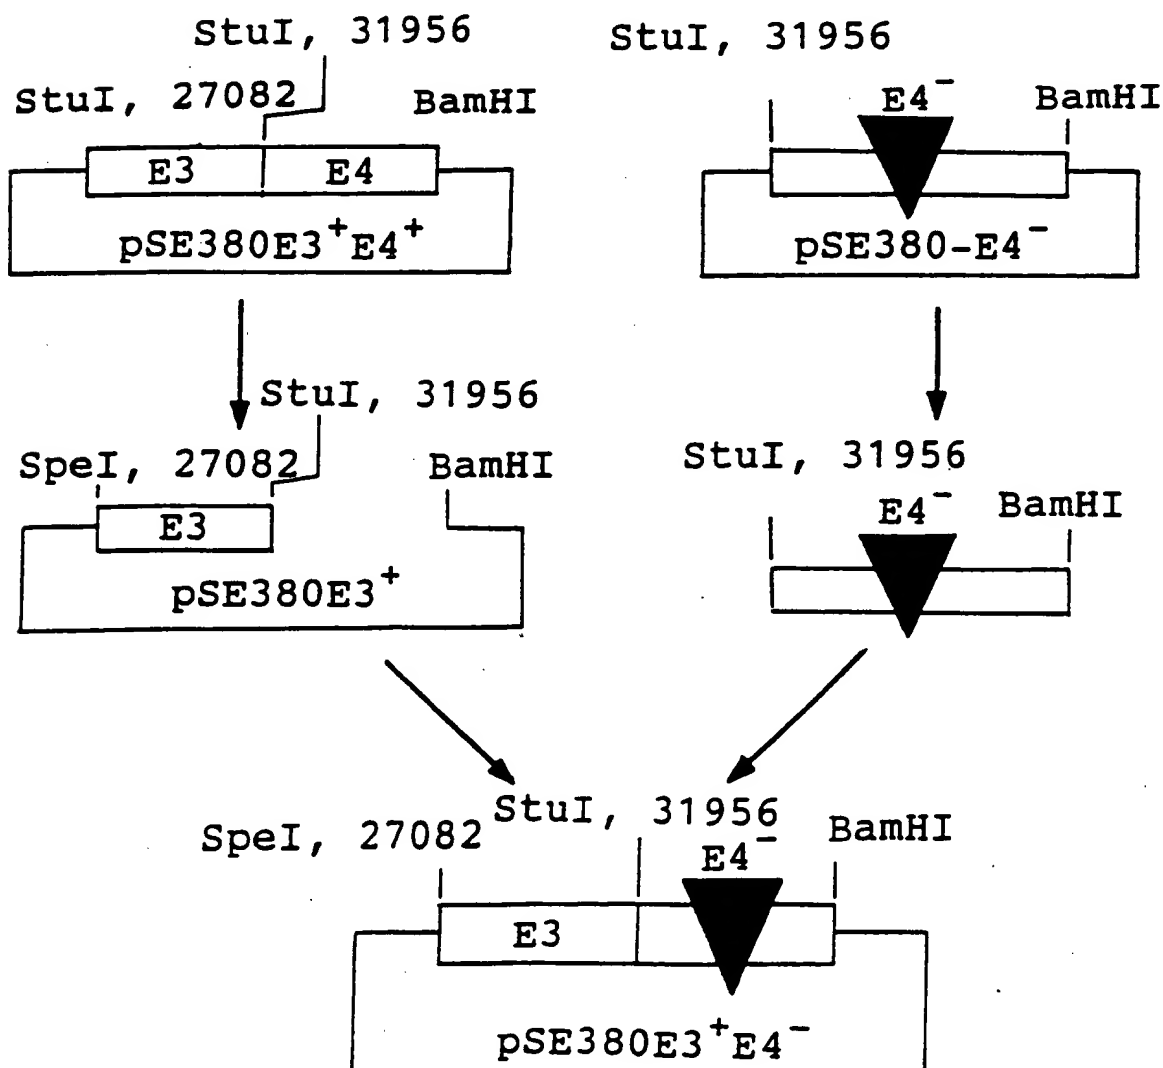 StuI, 31956
StuI, 31956
StuI, 27082
BamHI
E4⁻
BamHI
E3
E4
pSE380E3⁺E4⁺
pSE380-E4⁻
StuI, 31956
SpeI, 27082
BamHI
StuI, 31956
E4⁻
BamHI
E3
pSE380E3⁺
StuI, 31956
SpeI, 27082
BamHI
E4⁻
E3
pSE380E3⁺E4⁻